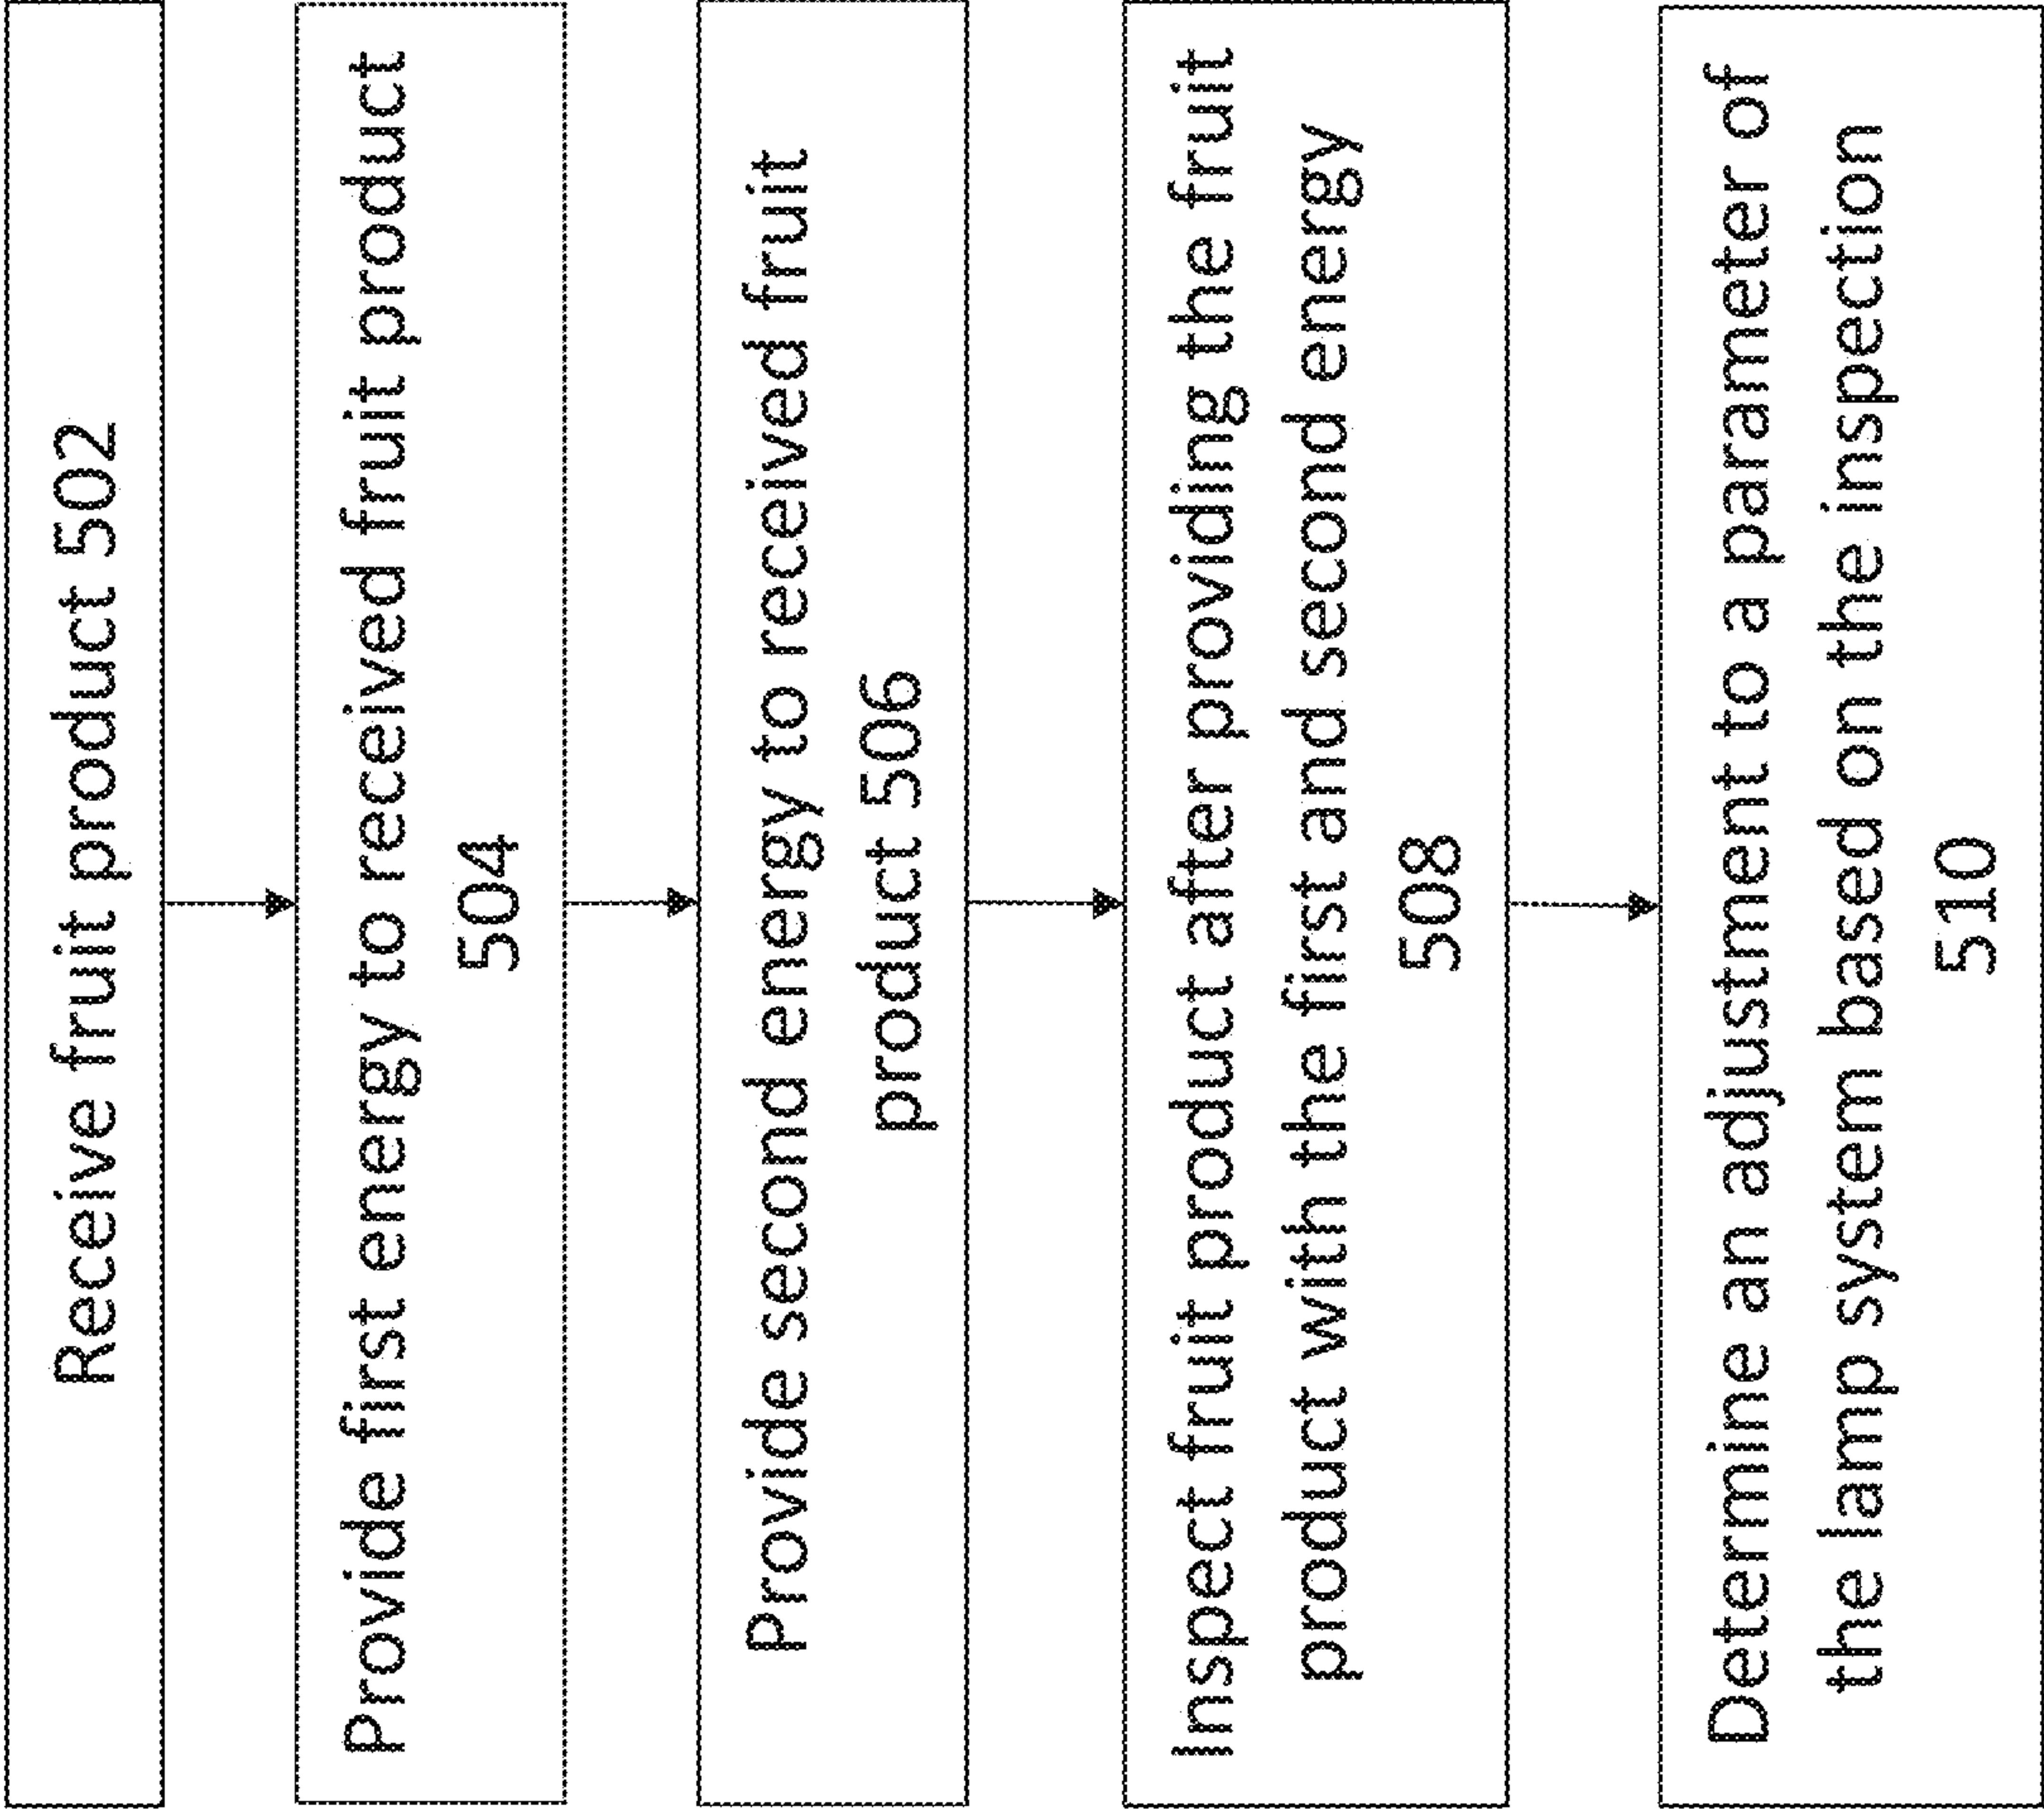 Receive fruit product 502
Provide first energy to received fruit product
504
Provide second energy to received fruit
product 506
Inspect fruit product after providing the fruit
product with the first and second energy
508
Determine an adjustment to a parameter of
the lamp system based on the inspection
510